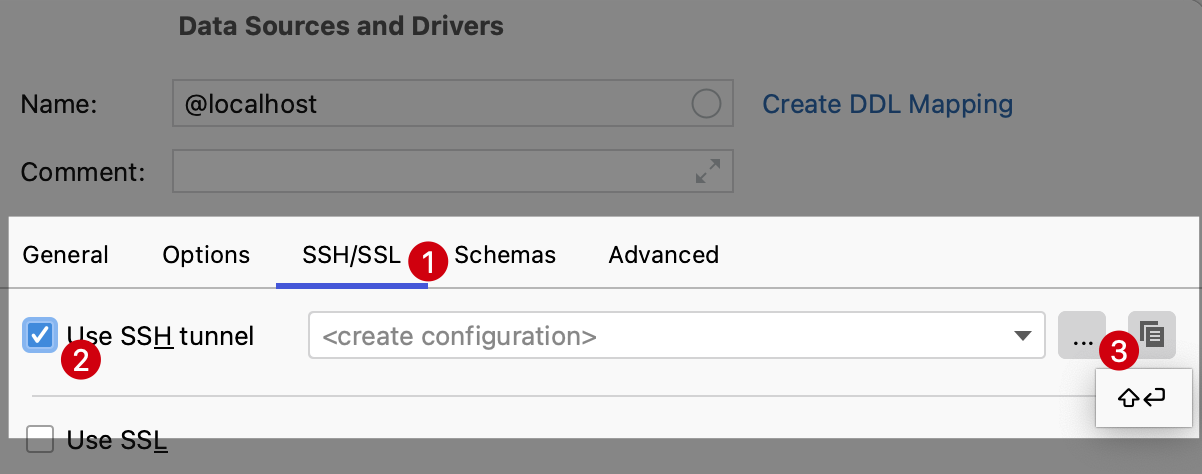 Data Sources and Drivers
Name: @localhost Create DDL Mapping
Comment:
General Options SSH/SSL 1 Schemas Advanced
Use SSH tunnel <create configuration> ... 3
2
⇧↵
Use SSL